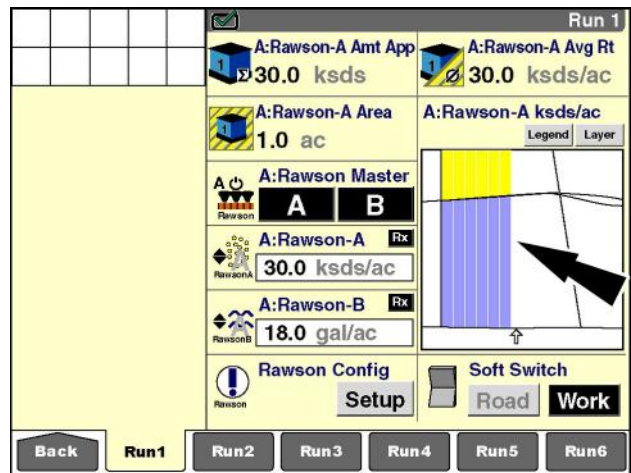 Run 1
A:Rawson-A Amt App
1
Σ
30.0 ksds
A:Rawson-A Avg Rt
1
Ø
30.0 ksds/ac
A:Rawson-A Area
1
1.0 ac
A:Rawson-A ksds/ac
Legend Layer
A:Rawson Master
A
Rawson
A B
A:Rawson-A Rx
A
RawsonA
30.0 ksds/ac
A:Rawson-B Rx
A
RawsonB
18.0 gal/ac
Rawson Config
Rawson
Setup
Soft Switch
Road Work
Back Run1 Run2 Run3 Run4 Run5 Run6